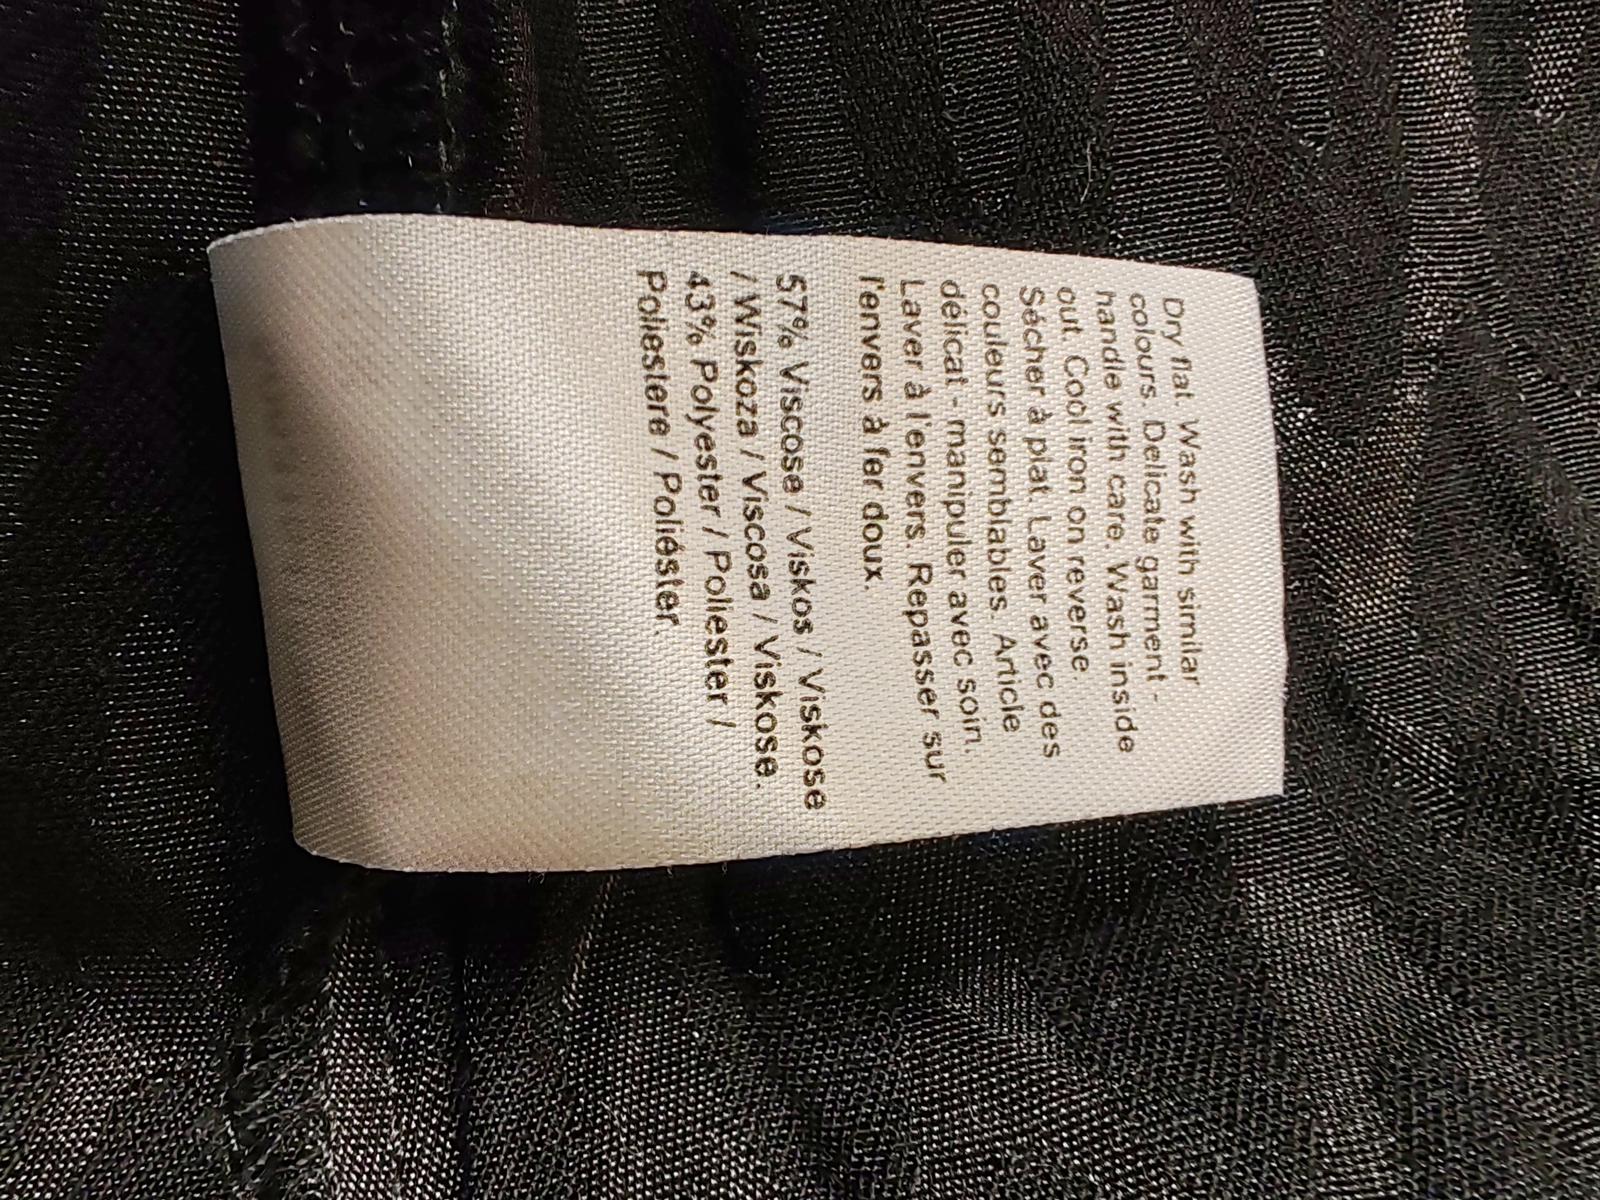 Dry flat. Wash with similar
colours. Delicate garment -
handle with care. Wash inside
out. Cool iron on reverse
Sécher à plat. Laver avec des
couleurs semblables. Article
délicat - manipuler avec soin.
Laver à l'envers. Repasser sur
l'envers à fer doux.
57% Viscose / Viskos / Viskose
/ Wiskoza / Viscosa / Viskose.
43% Polyester / Poliester /
Poliestere / Poliéster.